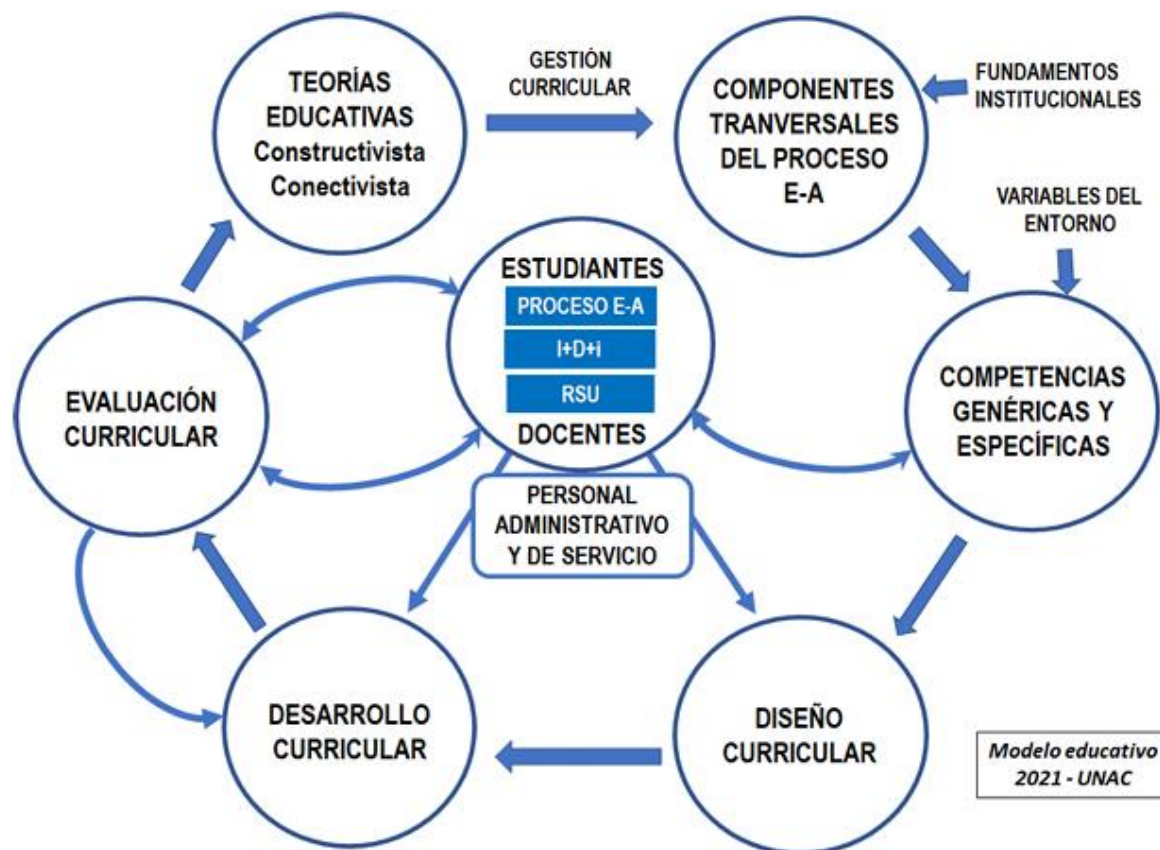 TEORÍAS
EDUCATIVAS
Constructivista
Conectivista
GESTIÓN
CURRICULAR
COMPONENTES
TRANVERSALES
DEL PROCESO
E-A
FUNDAMENTOS
INSTITUCIONALES
VARIABLES DEL
ENTORNO
ESTUDIANTES
PROCESO E-A
I+D+i
RSU
DOCENTES
PERSONAL
ADMINISTRATIVO
Y DE SERVICIO
EVALUACIÓN
CURRICULAR
COMPETENCIAS
GENÉRICAS Y
ESPECÍFICAS
DESARROLLO
CURRICULAR
DISEÑO
CURRICULAR
Modelo educativo
2021 - UNAC